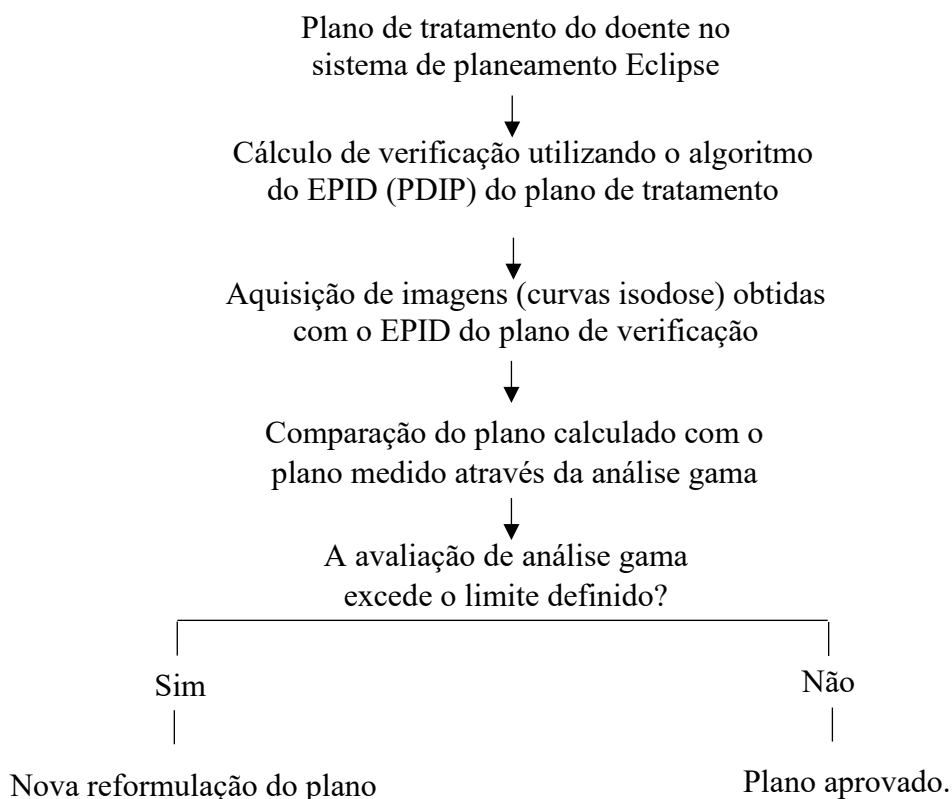 Plano de tratamento do doente no
sistema de planeamento Eclipse
Cálculo de verificação utilizando o algoritmo
do EPID (PDIP) do plano de tratamento
Aquisição de imagens (curvas isodose) obtidas
com o EPID do plano de verificação
Comparação do plano calculado com o
plano medido através da análise gama
A avaliação de análise gama
excede o limite definido?
Sim
Não
Nova reformulação do plano
Plano aprovado.